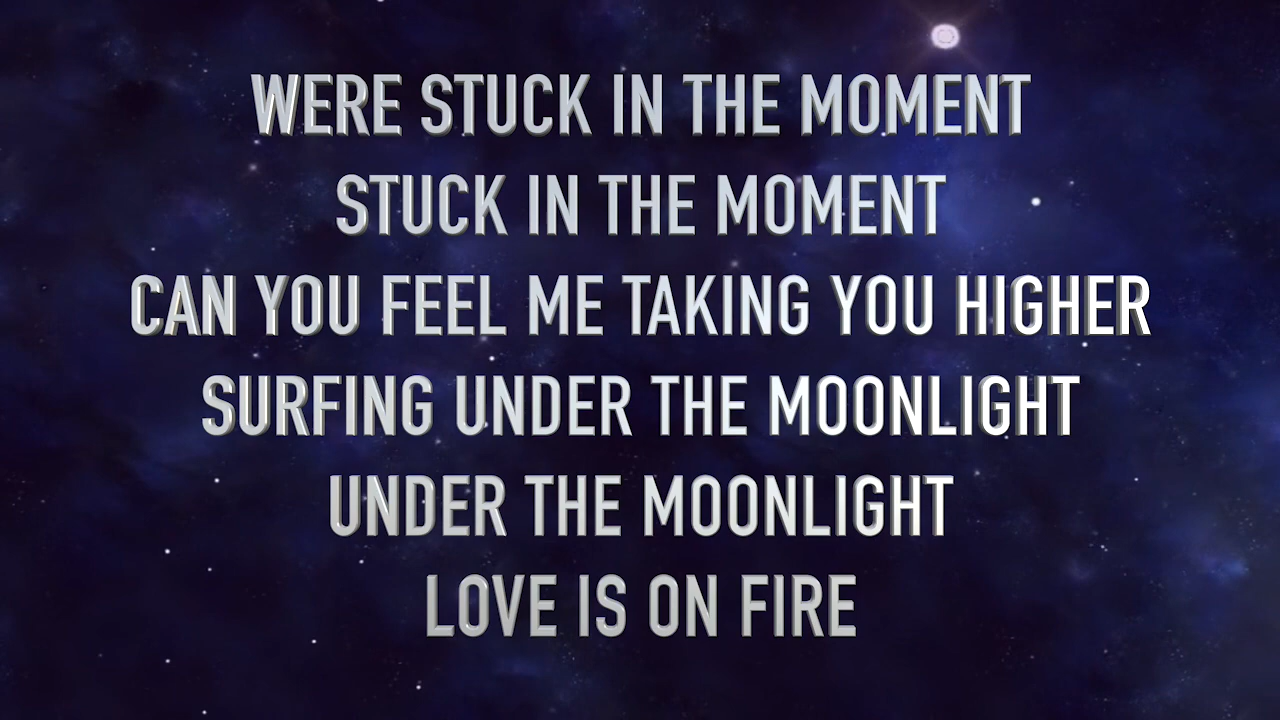 WERE STUCK IN THE MOMENT
STUCK IN THE MOMENT
CAN YOU FEEL ME TAKING YOU HIGHER
SURFING UNDER THE MOONLIGHT
UNDER THE MOONLIGHT
LOVE IS ON FIRE